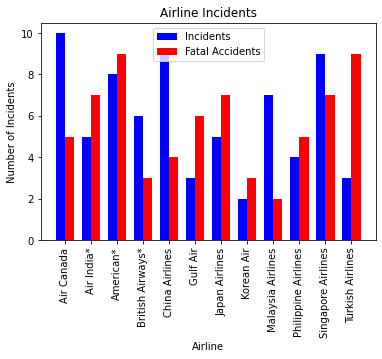 Airline Incidents
Incidents
Fatal Accidents
Number of Incidents
10
8
6
4
2
0
Air Canada
Air India*
American*
British Airways*
China Airlines
Gulf Air
Japan Airlines
Korean Air
Malaysia Airlines
Philippine Airlines
Singapore Airlines
Turkish Airlines
Airline